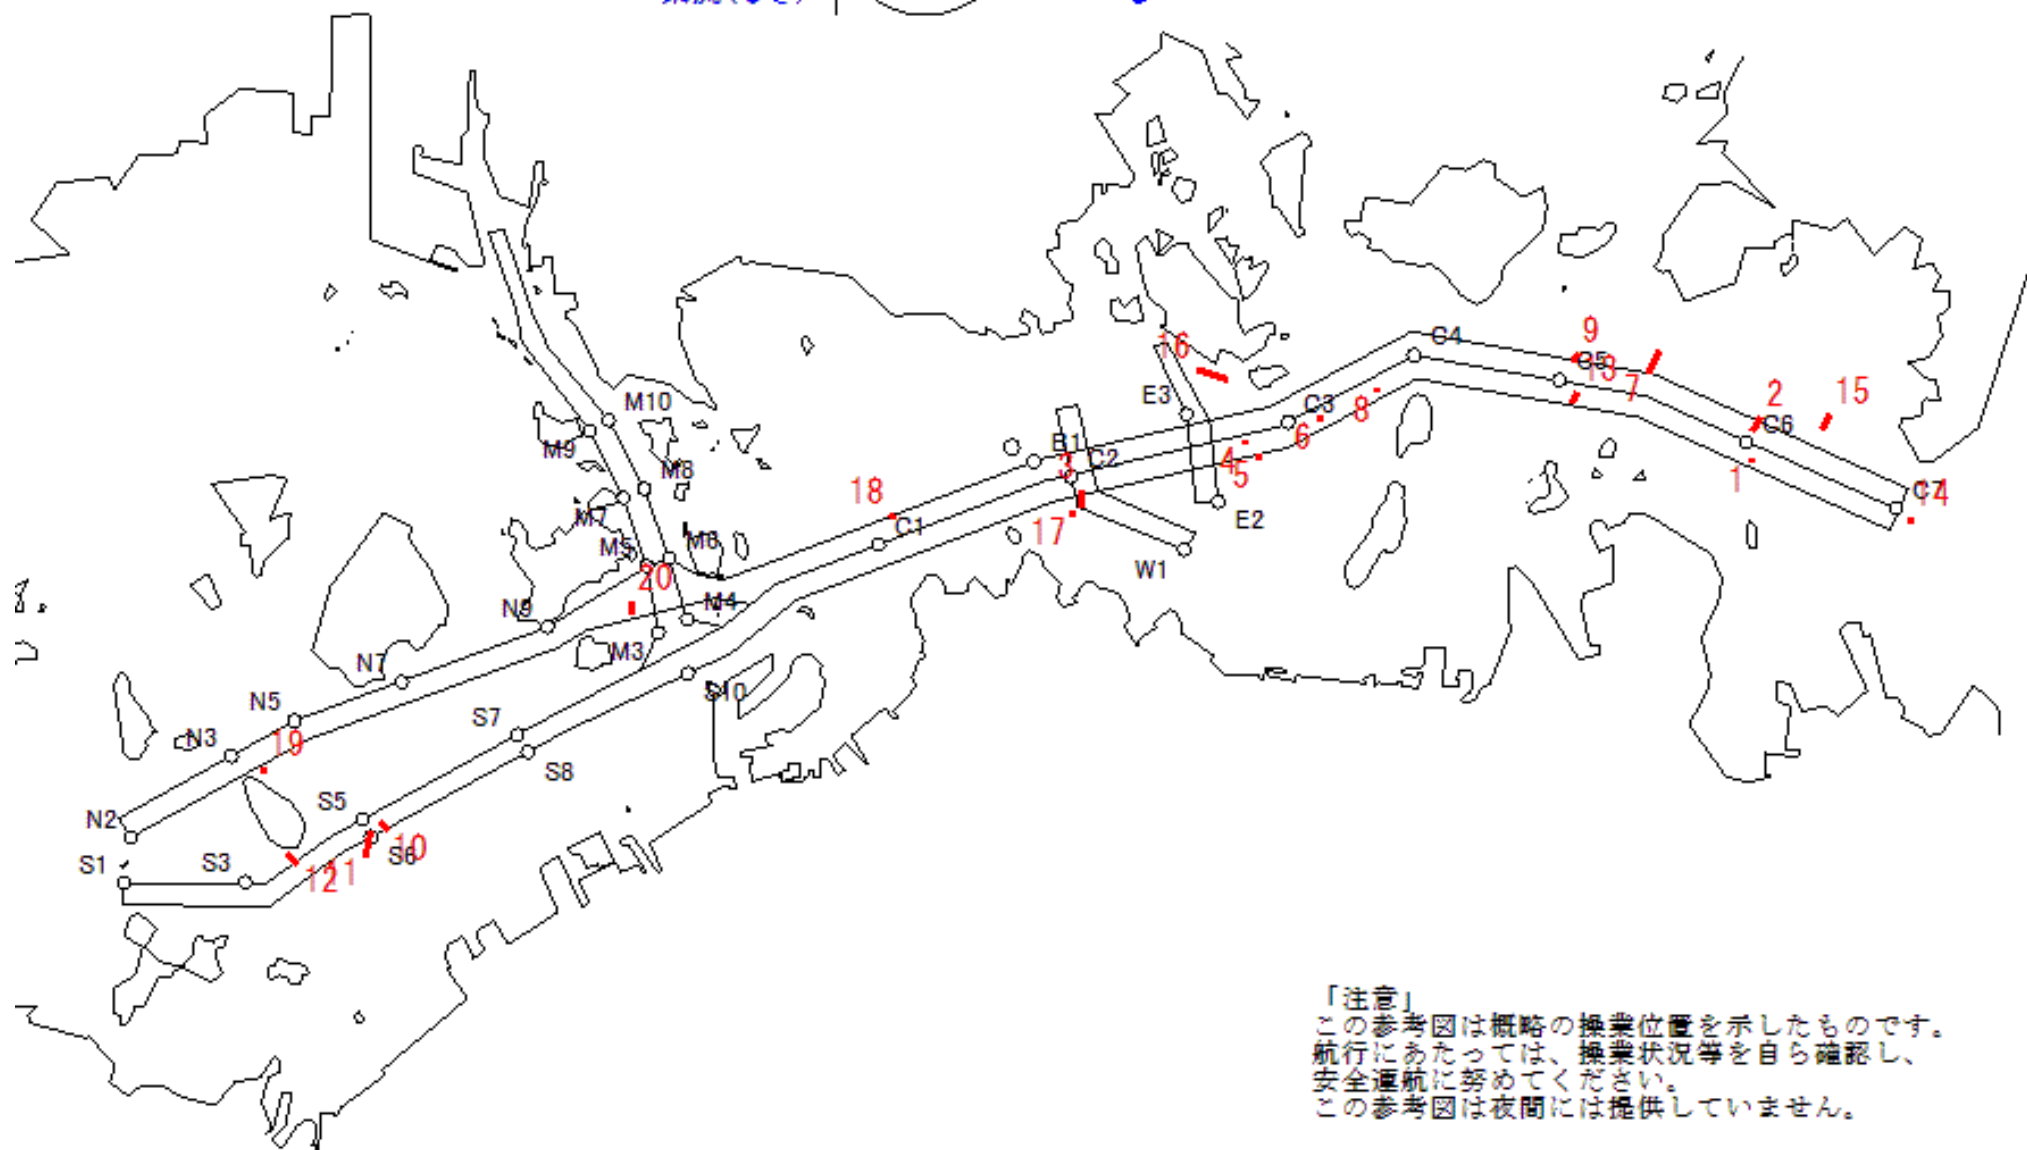 16
E3
C4
9
C5
13
7
2
C6
15
C7
14
1
M10
M9
M8
M7
M5
M6
20
M4
M3
18
C1
B1
3
C2
17
W1
4
5
E2
C3
6
8
N9
N7
N5
N3
19
N2
S1
S3
S5
12
11
10
S6
S7
S8
S10
「注意」
この参考図は概略の操業位置を示したものです。
航行にあたっては、操業状況等を自ら確認し、
安全運航に努めてください。
この参考図は夜間には提供していません。